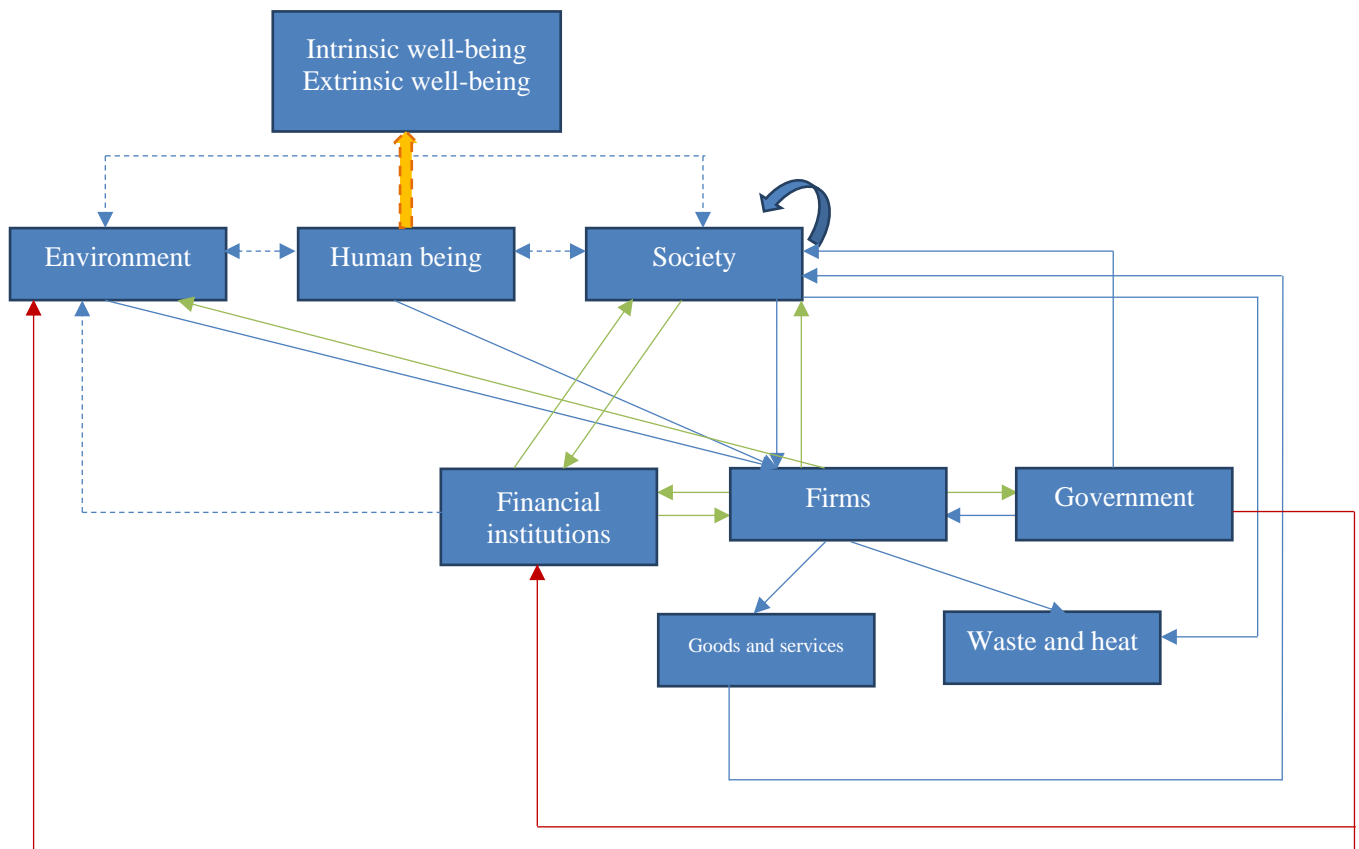 Intrinsic well-being
Extrinsic well-being
Environment
Human being
Society
Financial
institutions
Firms
Government
Goods and services
Waste and heat